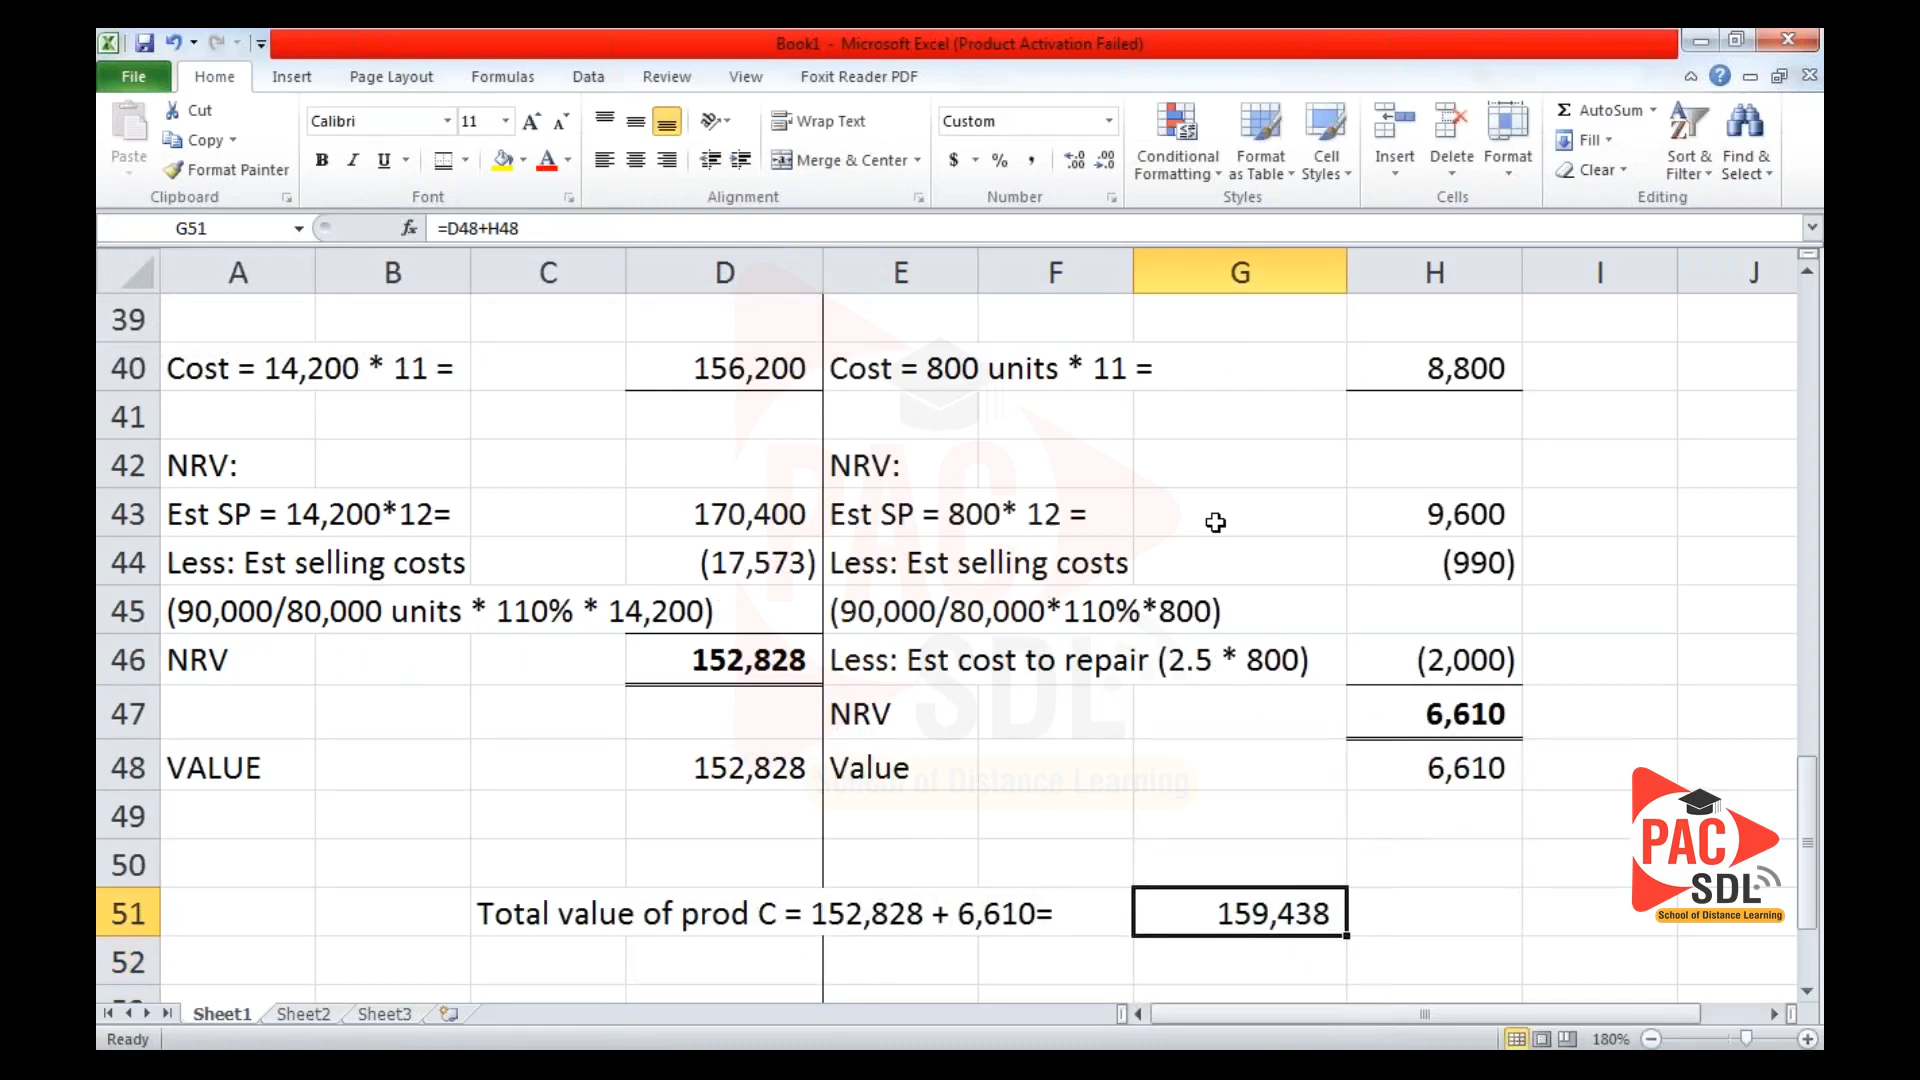 Book1 - Microsoft Excel (Product Activation Failed)
File Home Insert Page Layout Formulas Data Review View Foxit Reader PDF
Paste
Cut
Copy
Format Painter
Clipboard
Calibri 11
B I U
Font
Wrap Text
Merge & Center
Alignment
Custom
$ % ,
Number
Conditional Formatting
Format as Table
Cell Styles
Styles
Insert Delete Format
Cells
Σ AutoSum
Fill
Clear
Sort & Filter
Find & Select
Editing
G51 fx =D48+H48
A B C D E F G H I J
39
40 Cost = 14,200 * 11 = 156,200 Cost = 800 units * 11 = 8,800
41
42 NRV: NRV:
43 Est SP = 14,200*12= 170,400 Est SP = 800* 12 = 9,600
44 Less: Est selling costs (17,573) Less: Est selling costs (990)
45 (90,000/80,000 units * 110% * 14,200) (90,000/80,000*110%*800)
46 NRV 152,828 Less: Est cost to repair (2.5 * 800) (2,000)
47 NRV 6,610
48 VALUE 152,828 Value 6,610
49
50
51 Total value of prod C = 152,828 + 6,610= 159,438
52
PAC
SDL
School of Distance Learning
PAC
SDL
School of Distance Learning
Sheet1 Sheet2 Sheet3
Ready 180%